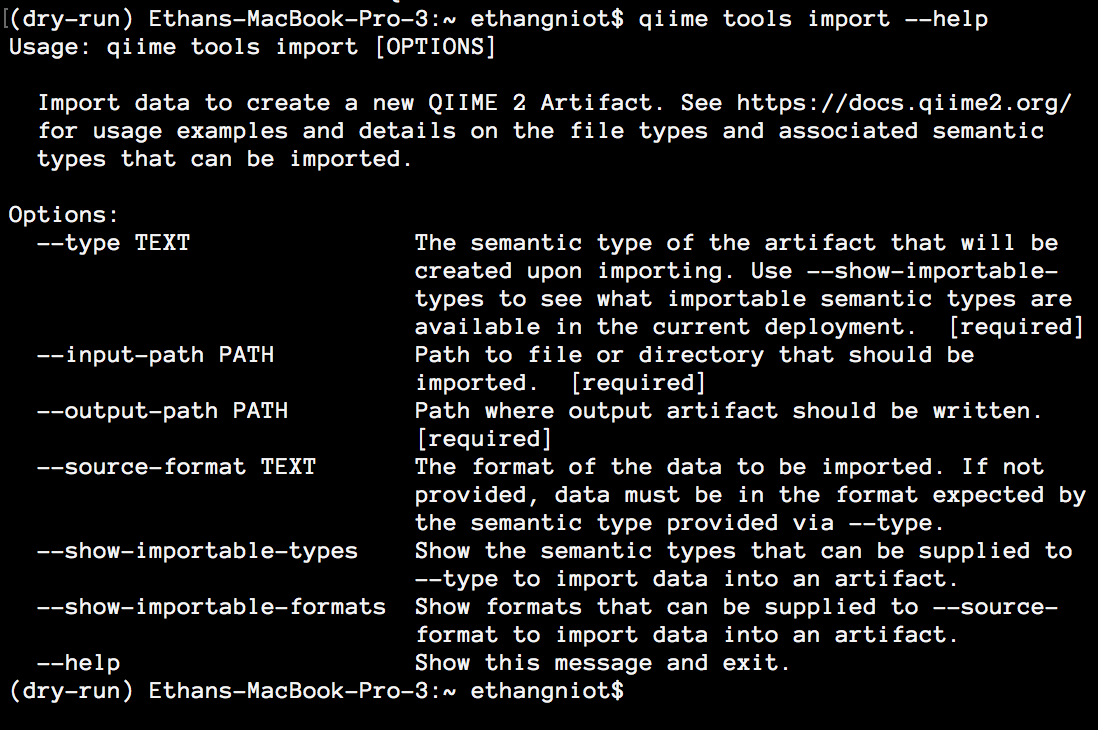 (dry-run) Ethans-MacBook-Pro-3:~ ethangniot$ qiime tools import --help
Usage: qiime tools import [OPTIONS]
Import data to create a new QIIME 2 Artifact. See https://docs.qiime2.org/
for usage examples and details on the file types and associated semantic
types that can be imported.
Options:
--type TEXT The semantic type of the artifact that will be
created upon importing. Use --show-importable-
types to see what importable semantic types are
available in the current deployment. [required]
--input-path PATH Path to file or directory that should be
imported. [required]
--output-path PATH Path where output artifact should be written.
[required]
--source-format TEXT The format of the data to be imported. If not
provided, data must be in the format expected by
the semantic type provided via --type.
--show-importable-types Show the semantic types that can be supplied to
--type to import data into an artifact.
--show-importable-formats Show formats that can be supplied to --source-
format to import data into an artifact.
--help Show this message and exit.
(dry-run) Ethans-MacBook-Pro-3:~ ethangniot$